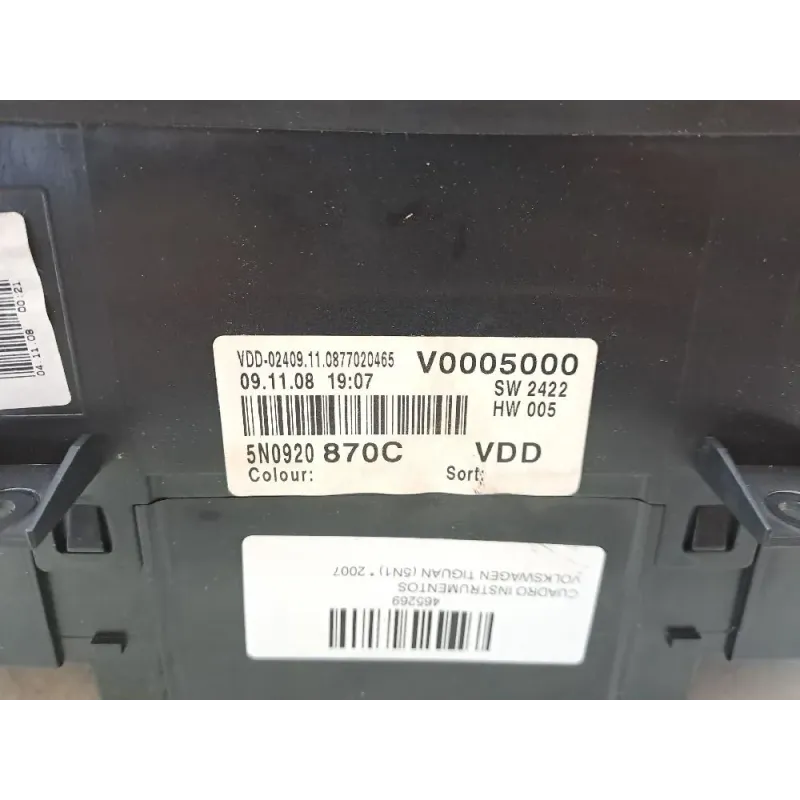 04.11.08 00:21
VDD-02409.11.0877020465 V0005000
09.11.08 19:07 SW 2422
HW 005
5N0920 870C VDD
Colour: Sort:
465269
CUADRO INSTRUMENTOS
VOLKSWAGEN TIGUAN (5N1) * 2007